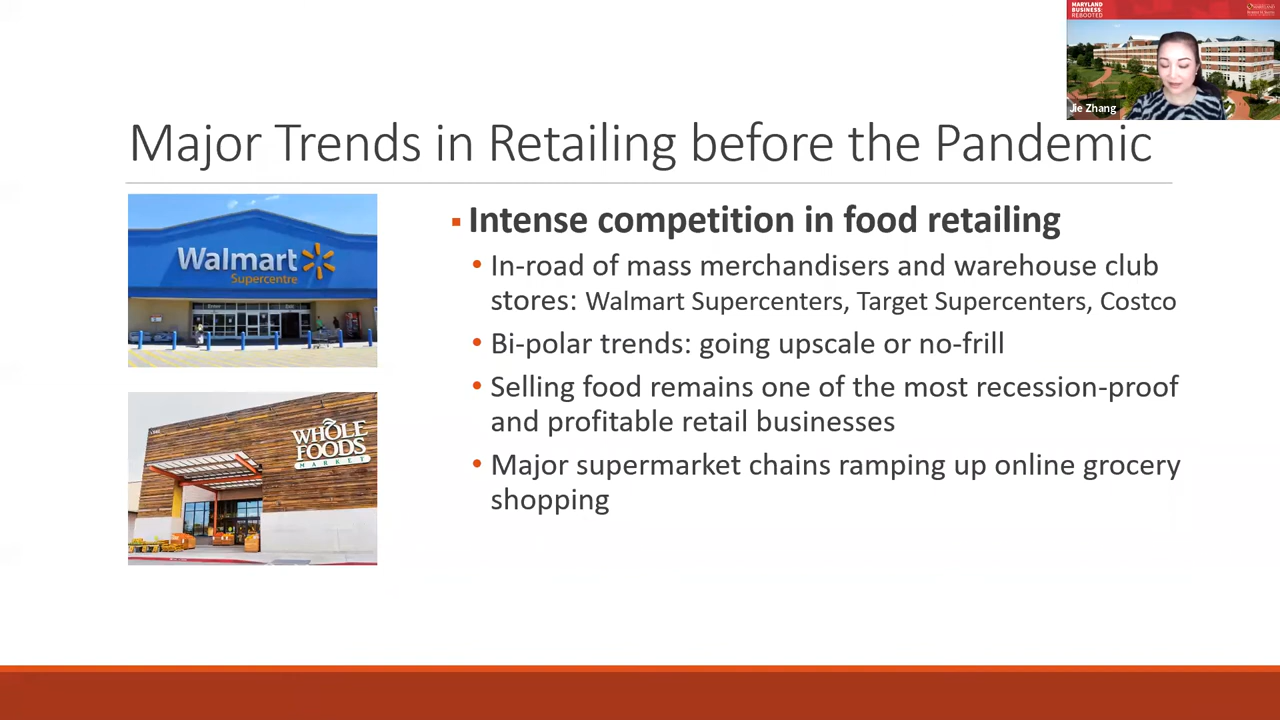 MARYLAND
BUSINESS:
REBOOTED
Jie Zhang
Major Trends in Retailing before the Pandemic
Walmart
Supercentre
WHOLE
FOODS
MARKET
▪ Intense competition in food retailing
• In-road of mass merchandisers and warehouse club
stores: Walmart Supercenters, Target Supercenters, Costco
• Bi-polar trends: going upscale or no-frill
• Selling food remains one of the most recession-proof
and profitable retail businesses
• Major supermarket chains ramping up online grocery
shopping